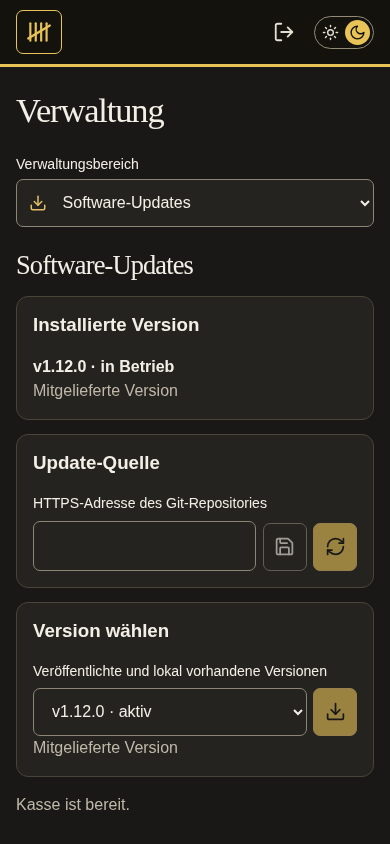 Verwaltung
Verwaltungsbereich
Software-Updates
Software-Updates
Installierte Version
v1.12.0 · in Betrieb
Mitgelieferte Version
Update-Quelle
HTTPS-Adresse des Git-Repositories
Version wählen
Veröffentlichte und lokal vorhandene Versionen
v1.12.0 · aktiv
Mitgelieferte Version
Kasse ist bereit.